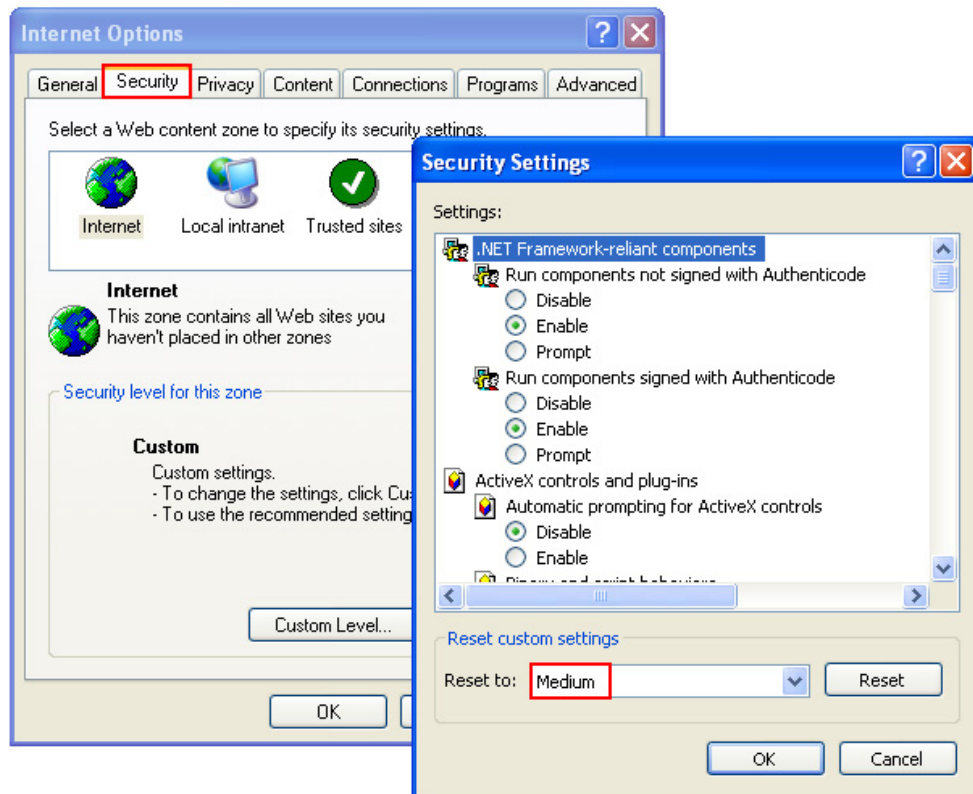 Internet Options
General Security Privacy Content Connections Programs Advanced
Select a Web content zone to specify its security settings.
Internet Local intranet Trusted sites
Internet
This zone contains all Web sites you
haven't placed in other zones
Security level for this zone
Custom
Custom settings.
- To change the settings, click
- To use the recommended setting
Custom Level...
OK
Security Settings
Settings:
.NET Framework-reliant components
Run components not signed with Authenticode
Disable
Enable
Prompt
Run components signed with Authenticode
Disable
Enable
Prompt
ActiveX controls and plug-ins
Automatic prompting for ActiveX controls
Disable
Enable
Reset custom settings
Reset to: Medium Reset
OK Cancel